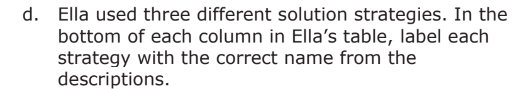 d. Ella used three different solution strategies. In the
bottom of each column in Ella's table, label each
strategy with the correct name from the
descriptions.